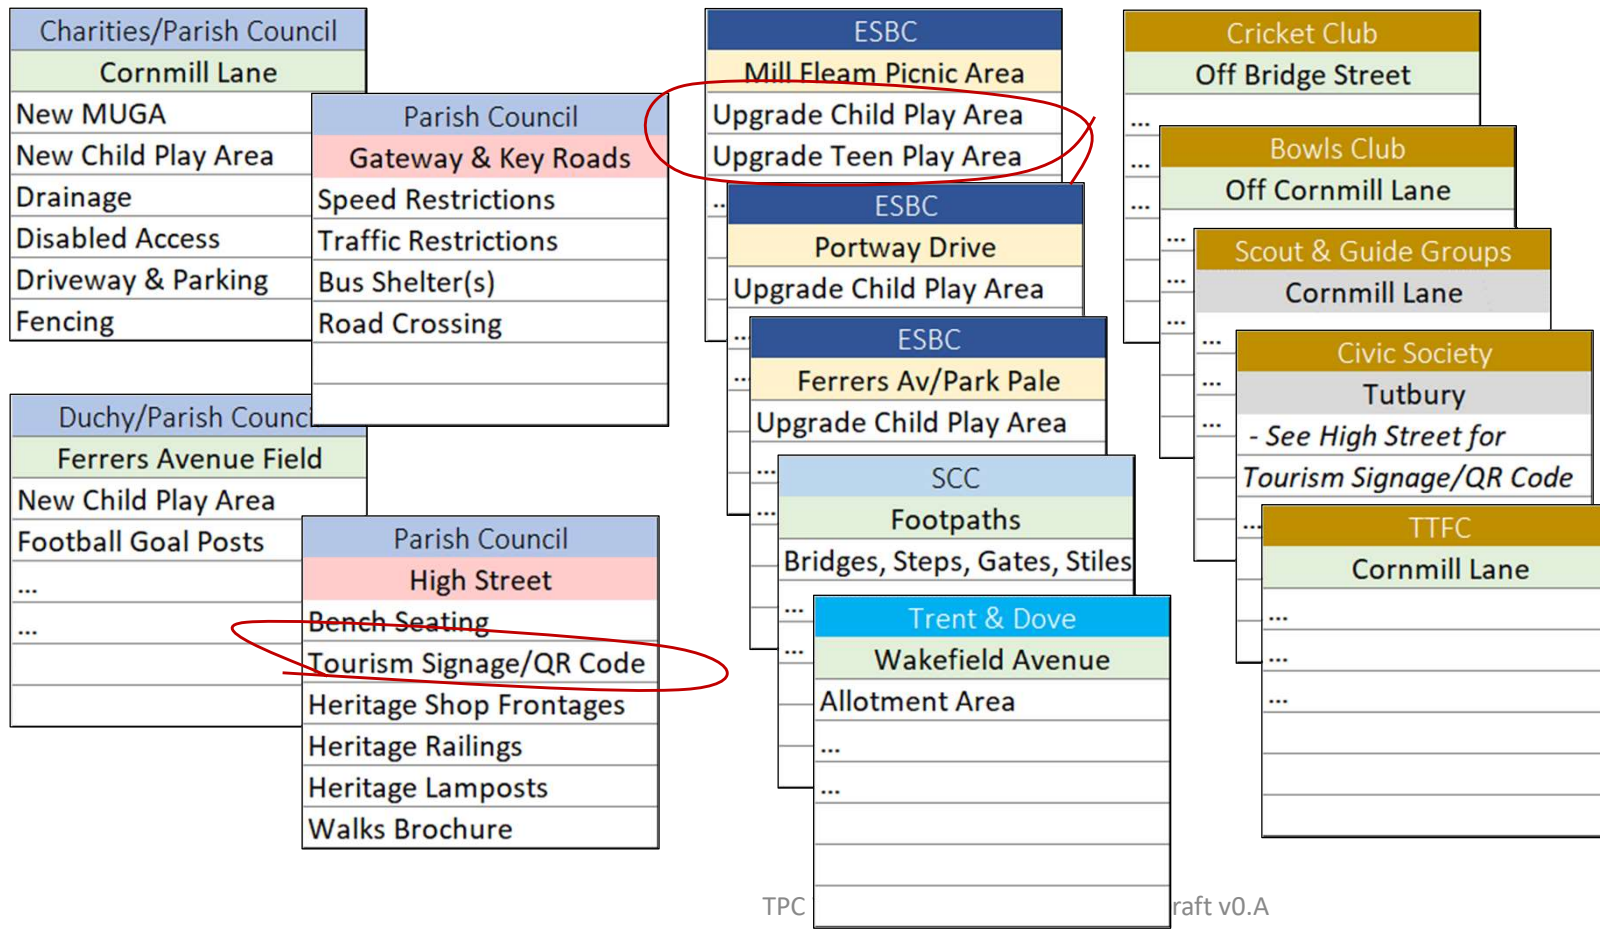 Charities/Parish Council
Cornmill Lane
New MUGA
New Child Play Area
Drainage
Disabled Access
Driveway & Parking
Fencing
Parish Council
Gateway & Key Roads
Speed Restrictions
Traffic Restrictions
Bus Shelter(s)
Road Crossing
Duchy/Parish Counc
Ferrers Avenue Field
New Child Play Area
Football Goal Posts
...
...
Parish Council
High Street
Bench Seating
Tourism Signage/QR Code
Heritage Shop Frontages
Heritage Railings
Heritage Lamposts
Walks Brochure
ESBC
Mill Fleam Picnic Area
Upgrade Child Play Area
Upgrade Teen Play Area
..
ESBC
Portway Drive
Upgrade Child Play Area
...
...
ESBC
Ferrers Av/Park Pale
Upgrade Child Play Area
...
...
SCC
Footpaths
Bridges, Steps, Gates, Stiles
...
...
Trent & Dove
Wakefield Avenue
Allotment Area
...
...
Cricket Club
Off Bridge Street
...
...
...
Bowls Club
Off Cornmill Lane
...
...
...
Scout & Guide Groups
Cornmill Lane
...
...
...
Civic Society
Tutbury
- See High Street for
Tourism Signage/QR Code
...
TTFC
Cornmill Lane
...
...
...
TPC raft v0.A